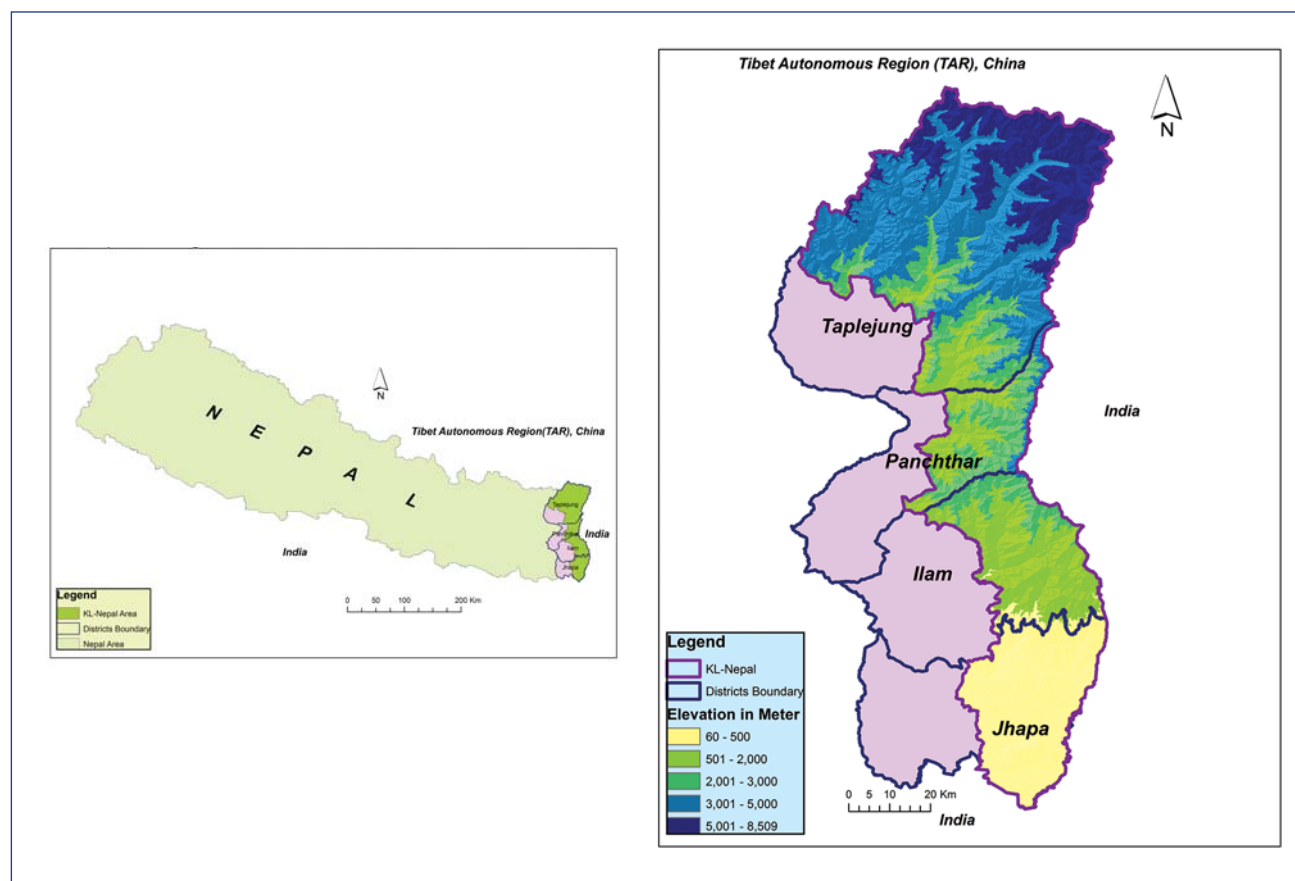 N E P A L
N
Tibet Autonomous Region(TAR), China
Taplejung
India
Panchthar
Ilam
Jhapa
India
0 50 100 200 Km
Legend
KL-Nepal Area
Districts Boundary
Nepal Area
Tibet Autonomous Region (TAR), China
N
Taplejung
India
Panchthar
Ilam
Jhapa
Legend
KL-Nepal
Districts Boundary
Elevation in Meter
60 - 500
501 - 2,000
2,001 - 3,000
3,001 - 5,000
5,001 - 8,509
0 5 10 20 Km
India